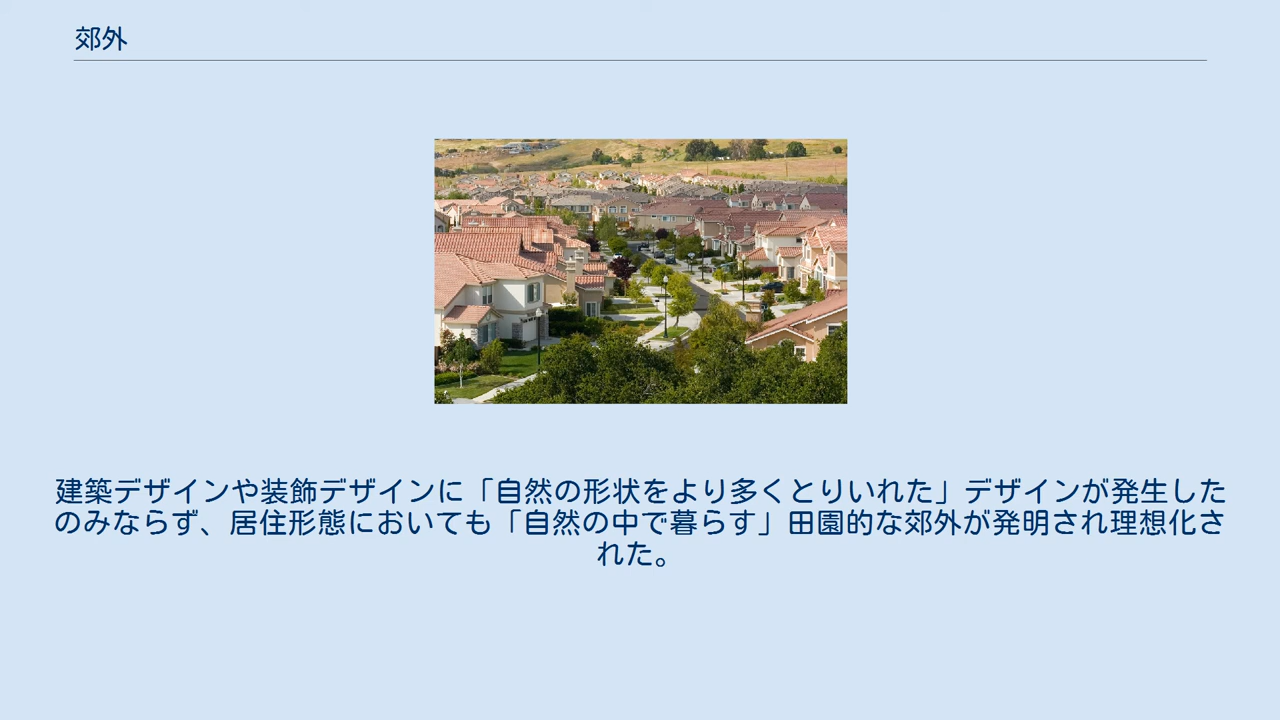 郊外
建築デザインや装飾デザインに「自然の形状をより多くとりいれた」デザインが発生した
のみならず、居住形態においても「自然の中で暮らす」田園的な郊外が発明され理想化さ
れた。